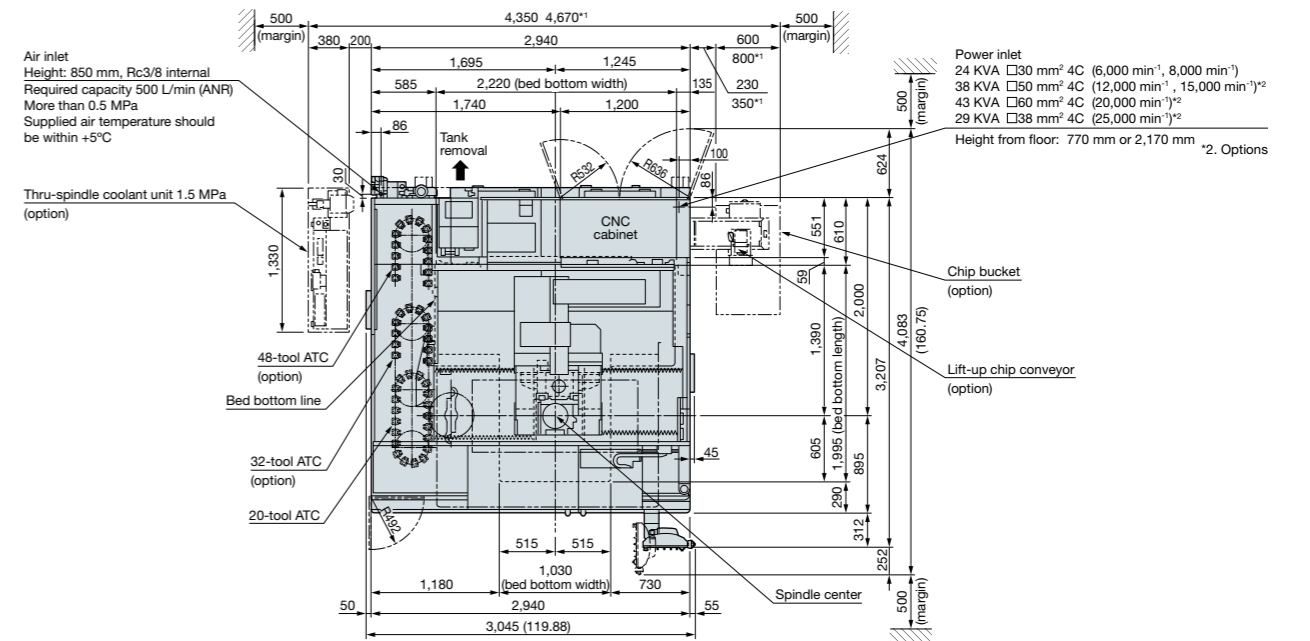 500
(margin)
4,350 4,670*1
500
(margin)
380
200
2,940
600
800*1
1,695
1,245
585
2,220 (bed bottom width)
135
230
350*1
1,740
1,200
86
Tank
removal
R532
R636
100
86
30
Air inlet
Height: 850 mm, Rc3/8 internal
Required capacity 500 L/min (ANR)
More than 0.5 MPa
Supplied air temperature should
be within +5ºC
Power inlet
24 KVA □30 mm² 4C (6,000 min⁻¹, 8,000 min⁻¹)
38 KVA □50 mm² 4C (12,000 min⁻¹ , 15,000 min⁻¹)*2
43 KVA □60 mm² 4C (20,000 min⁻¹)*2
29 KVA □38 mm² 4C (25,000 min⁻¹)*2
Height from floor: 770 mm or 2,170 mm
*2. Options
500
(margin)
624
Thru-spindle coolant unit 1.5 MPa
(option)
1,330
CNC
cabinet
551
610
59
2,000
1,390
1,995 (bed bottom length)
4,083
(160.75)
3,207
Chip bucket
(option)
Lift-up chip conveyor
(option)
48-tool ATC
(option)
Bed bottom line
32-tool ATC
(option)
20-tool ATC
605
895
45
290
312
252
500
(margin)
R492
515
515
1,180
1,030
(bed bottom width)
730
Spindle center
50
2,940
55
3,045 (119.88)